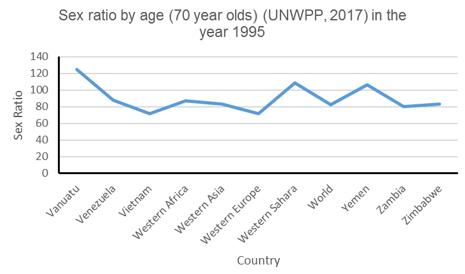 Sex ratio by age (70 year olds) (UNWPP, 2017) in the
year 1995
140
120
100
80
60
40
20
0
Sex Ratio
Vanuatu
Venezuela
Vietnam
Western Africa
Western Asia
Western Europe
Western Sahara
World
Yemen
Zambia
Zimbabwe
Country